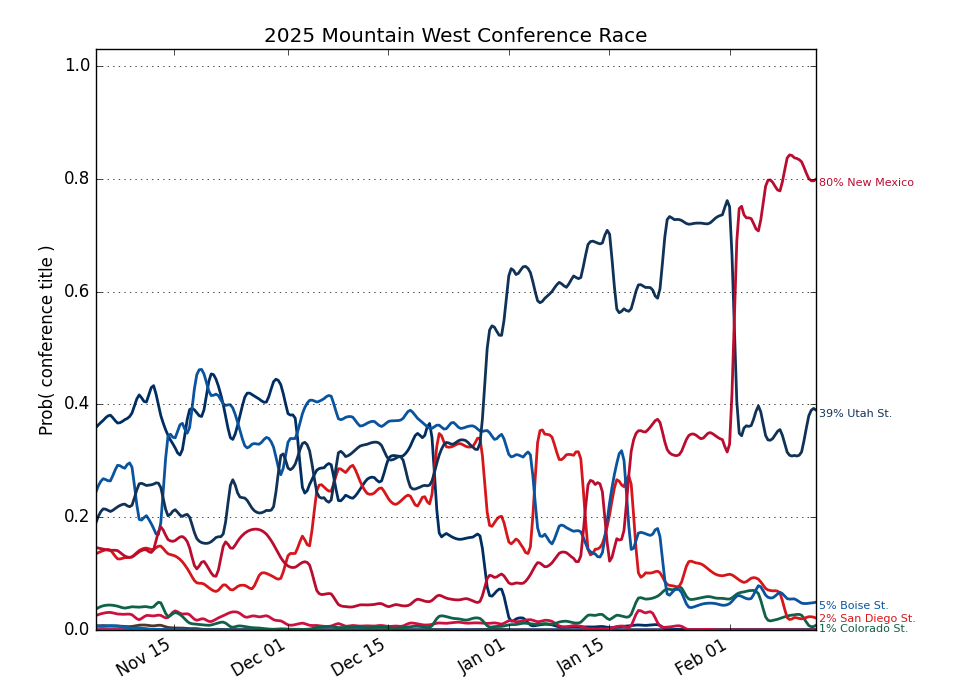 2025 Mountain West Conference Race
Prob( conference title )
1.0
0.8
0.6
0.4
0.2
0.0
80% New Mexico
39% Utah St.
5% Boise St.
2% San Diego St.
1% Colorado St.
Nov 15
Dec 01
Dec 15
Jan 01
Jan 15
Feb 01